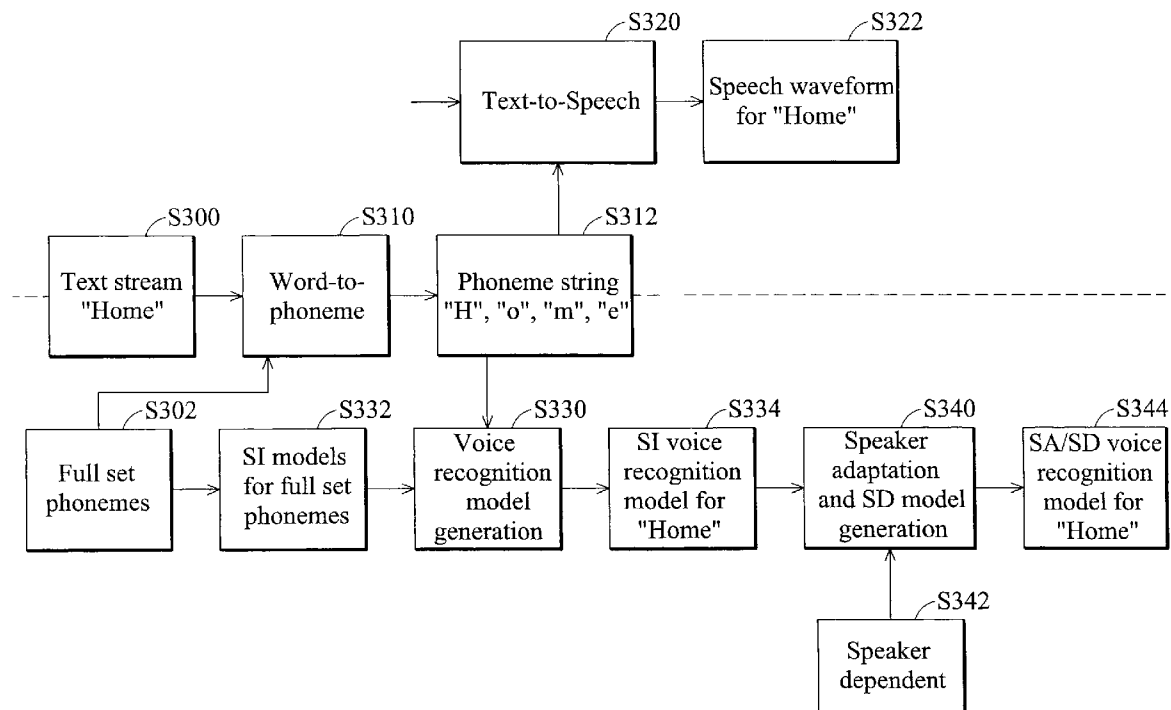 S320
S322
Text-to-Speech
Speech waveform
for "Home"
S300
S310
S312
Text stream
"Home"
Word-to-
phoneme
Phoneme string
"H", "o", "m", "e"
S302
S332
S330
S334
S340
S344
Full set
phonemes
SI models
for full set
phonemes
Voice
recognition
model
generation
SI voice
recognition
model for
"Home"
Speaker
adaptation
and SD model
generation
SA/SD voice
recognition
model for
"Home"
S342
Speaker
dependent